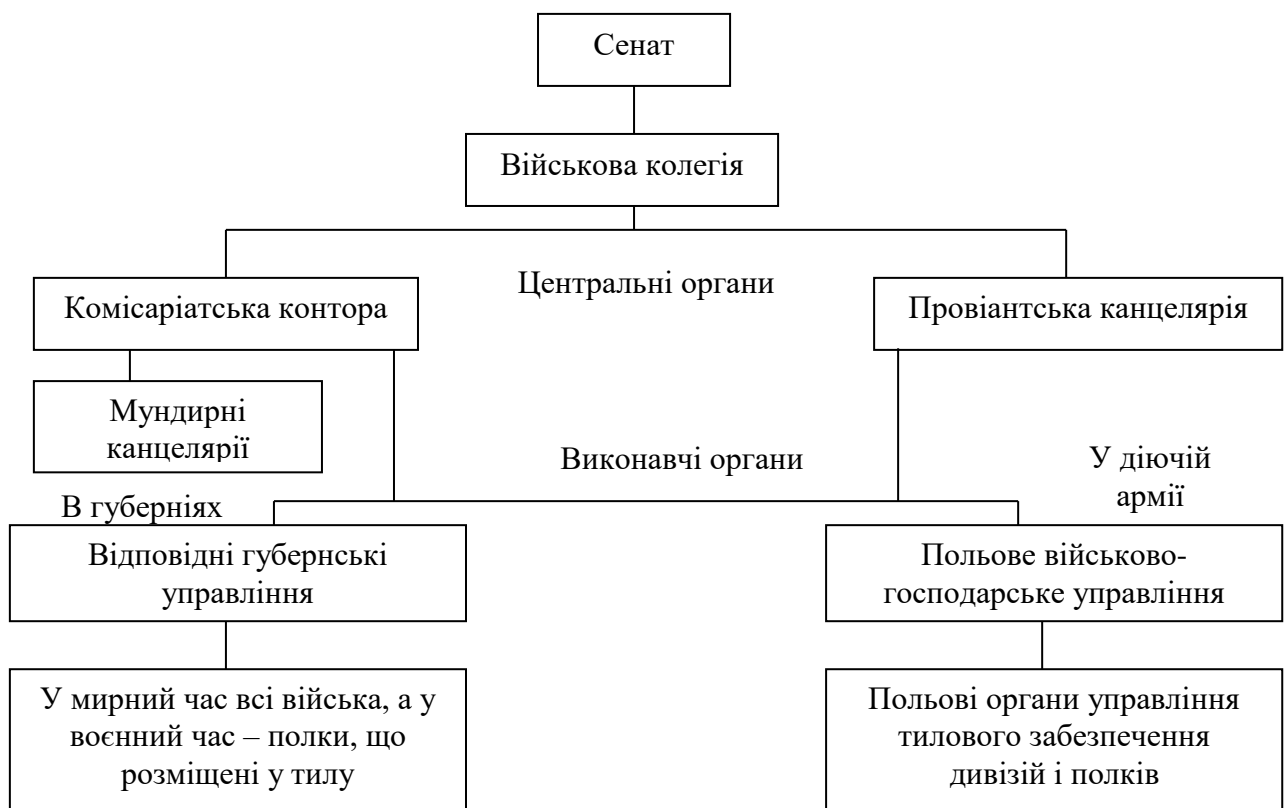 Сенат
Військова колегія
Центральні органи
Комісаріатська контора
Провіантська канцелярія
Мундирні
канцелярії
Виконавчі органи
У діючій
армії
В губерніях
Відповідні губернські
управління
Польове військово-
господарське управління
У мирний час всі війська, а у
воєнний час – полки, що
розміщені у тилу
Польові органи управління
тилового забезпечення
дивізій і полків